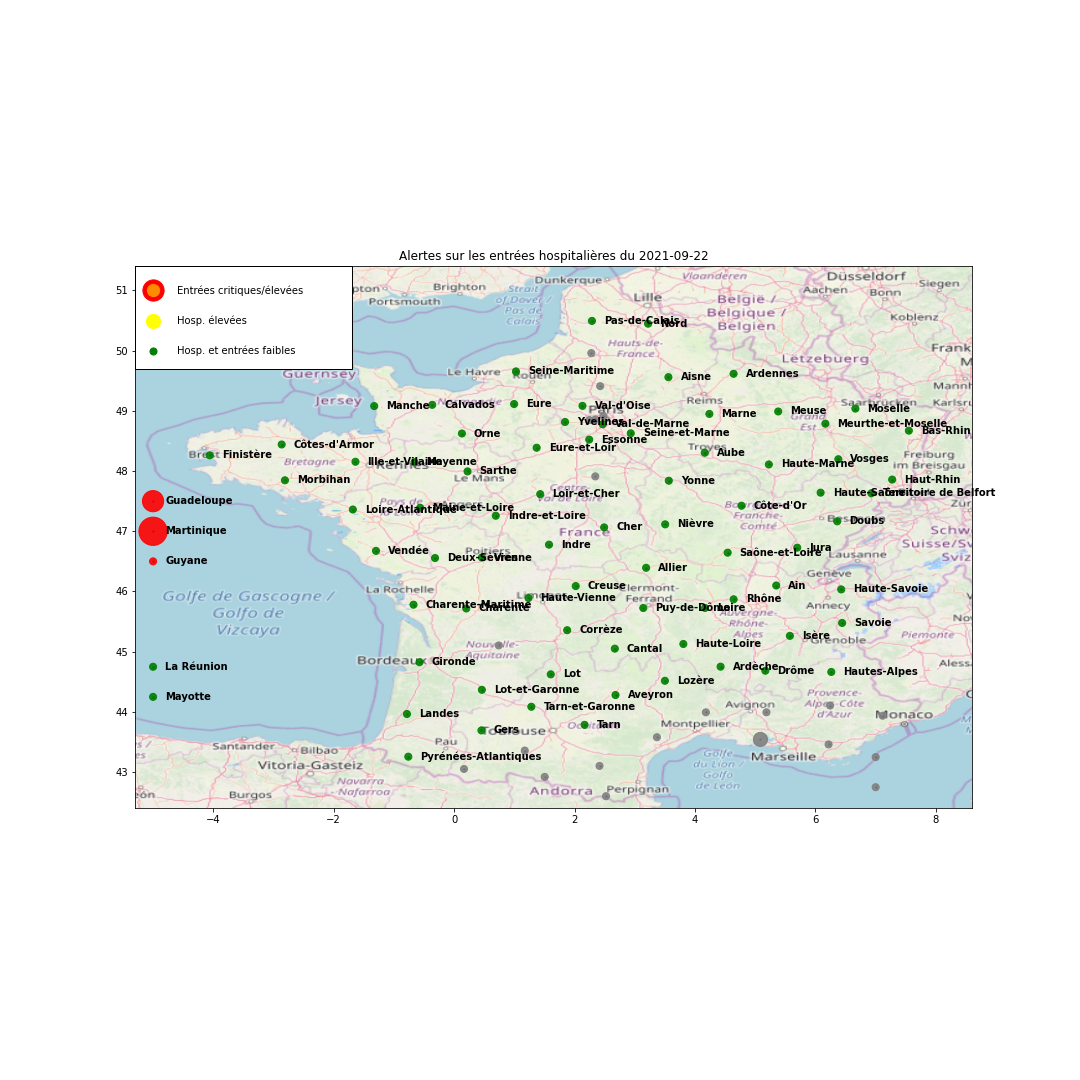 Alertes sur les entrées hospitalières du 2021-09-22
Entrées critiques/élevées
Hosp. élevées
Hosp. et entrées faibles
51
50
49
48
47
46
45
44
43
−4
−2
0
2
4
6
8
Brighton
Portsmouth
Strait
of Dover /
Pas de
Calais
Dunkerque
Vlaanderen
Düsseldorf
Siegen
Aachen
Bonn
Lille
België /
Belgique /
Belgien
Koblenz
Pas-de-Calais
Nord
Hauts-de-
France
Lëtzebuerg
Guernsey
Jersey
Le Havre
Rouen
Seine-Maritime
Aisne
Ardennes
Manche
Calvados
Eure
Val-d'Oise
Paris
Reims
Marne
Meuse
Saarbrücken
Moselle
Orne
Yvelines
Val-de-Marne
Seine-et-Marne
Essonne
Grand
Est
Meurthe-et-Moselle
Bas-Rhin
Côtes-d'Armor
Finistère
Brest
Bretagne
Ille-et-Vilaine
Rennes
Mayenne
Eure-et-Loir
Troyes
Aube
Haute-Marne
Vosges
Freiburg
im Breisgau
Morbihan
Le Mans
Sarthe
Yonne
Haut-Rhin
Guadeloupe
Loire-Atlantique
Maine-et-Loire
Loir-et-Cher
Indre-et-Loire
Centre-
Val de Loire
Côte-d'Or
Haute-Saône
Territoire de Belfort
Martinique
France
Cher
Nièvre
Franche-
Comté
Doubs
Guyane
Vendée
Deux-Sèvres
Poitiers
Vienne
Indre
Saône-et-Loire
Jura
Lausanne
Golfe de Gascogne /
Golfo de
Vizcaya
La Rochelle
Allier
Genève
Creuse
Clermont-
Ferrand
Ain
Haute-Savoie
Charente-Maritime
Charente
Haute-Vienne
Puy-de-Dôme
Loire
Rhône
Annecy
Auvergne-
Rhône-
Alpes
Corrèze
Savoie
Isère
Grenoble
Piemonte
La Réunion
Mayotte
Bordeaux
Gironde
Nouvelle-
Aquitaine
Cantal
Haute-Loire
Lot
Lozère
Ardèche
Drôme
Hautes-Alpes
Lot-et-Garonne
Aveyron
Landes
Tarn-et-Garonne
Avignon
Provence-
Alpes-Côte
d'Azur
Monaco
Gers
Toulouse
Tarn
Montpellier
Santander
Bilbao
Vitoria-Gasteiz
Pau
Pyrénées-Atlantiques
Golfe
du Lion /
Golfo
de León
Marseille
Navarra
- Nafarroa
Burgos
Andorra
Perpignan